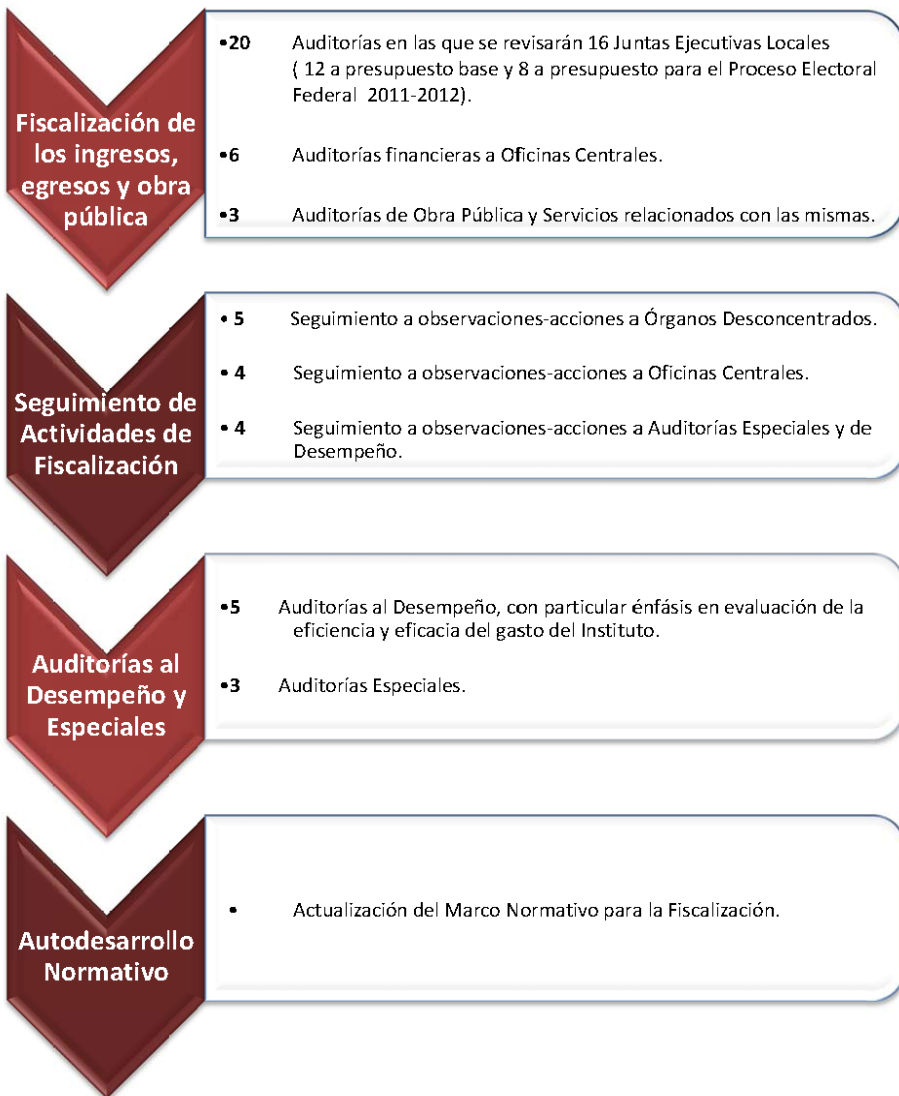 Fiscalización de
los ingresos,
egresos y obra
pública
•20 Auditorías en las que se revisarán 16 Juntas Ejecutivas Locales
( 12 a presupuesto base y 8 a presupuesto para el Proceso Electoral
Federal 2011-2012).
•6 Auditorías financieras a Oficinas Centrales.
•3 Auditorías de Obra Pública y Servicios relacionados con las mismas.
Seguimiento de
Actividades de
Fiscalización
• 5 Seguimiento a observaciones-acciones a Órganos Desconcentrados.
• 4 Seguimiento a observaciones-acciones a Oficinas Centrales.
• 4 Seguimiento a observaciones-acciones a Auditorías Especiales y de
Desempeño.
Auditorías al
Desempeño y
Especiales
•5 Auditorías al Desempeño, con particular énfásis en evaluación de la
eficiencia y eficacia del gasto del Instituto.
•3 Auditorías Especiales.
Autodesarrollo
Normativo
• Actualización del Marco Normativo para la Fiscalización.